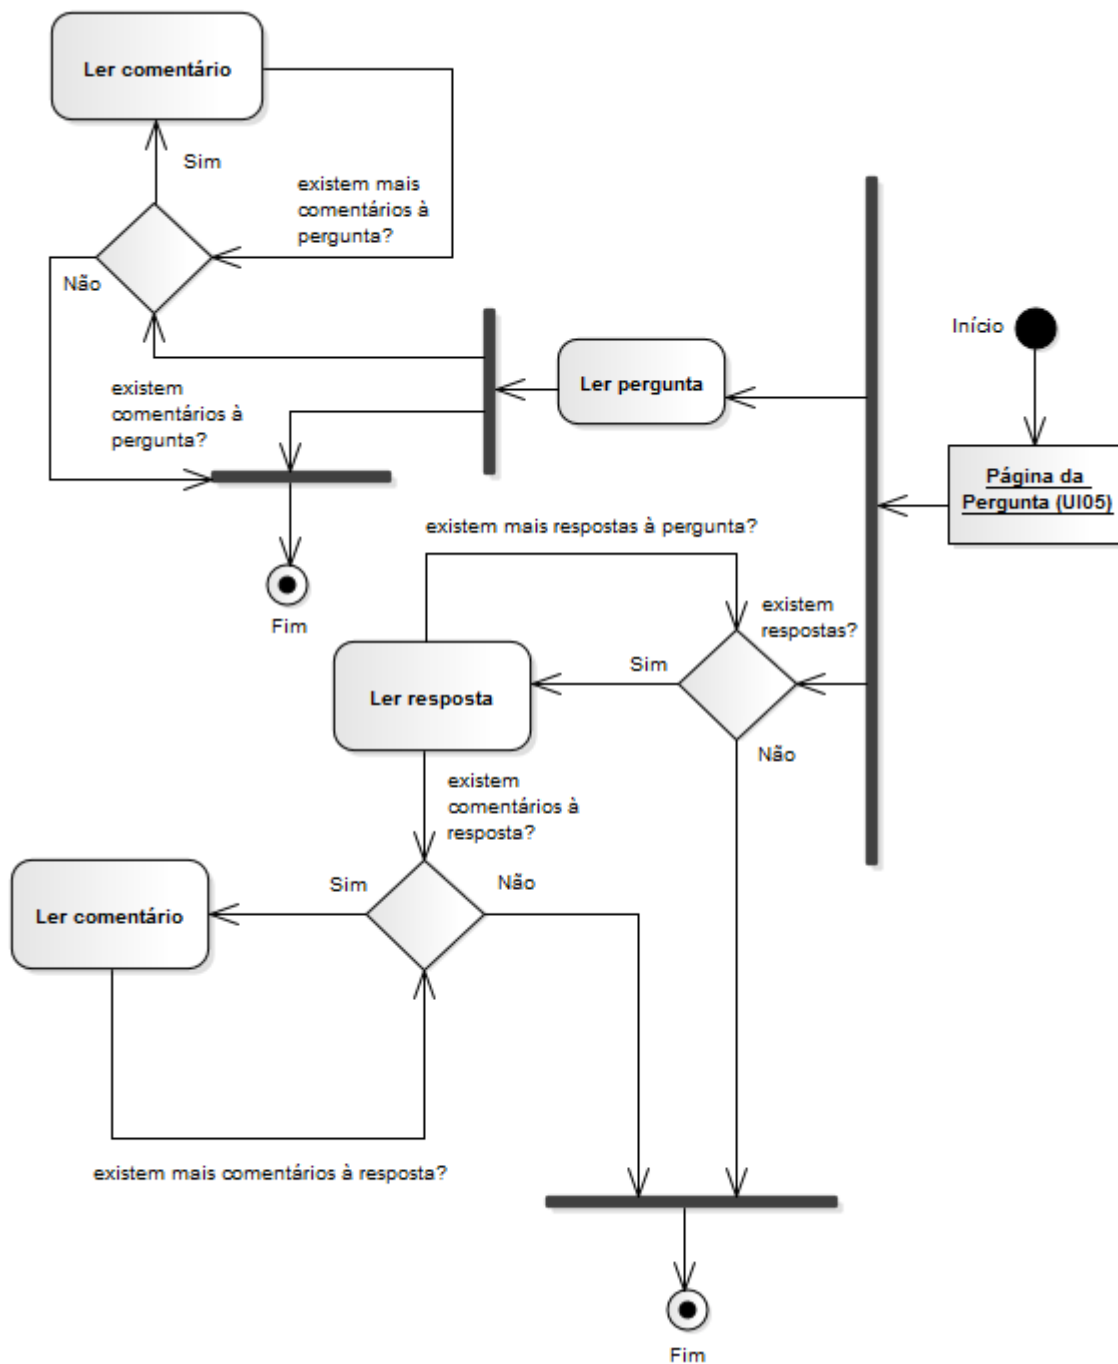 Ler comentário
Sim
existem mais
comentários à
pergunta?
Não
Início
Ler pergunta
existem
comentários à
pergunta?
Página da
Pergunta (UI05)
existem mais respostas à pergunta?
Fim
existem
respostas?
Sim
Ler resposta
Não
existem
comentários à
resposta?
Sim
Não
Ler comentário
existem mais comentários à resposta?
Fim